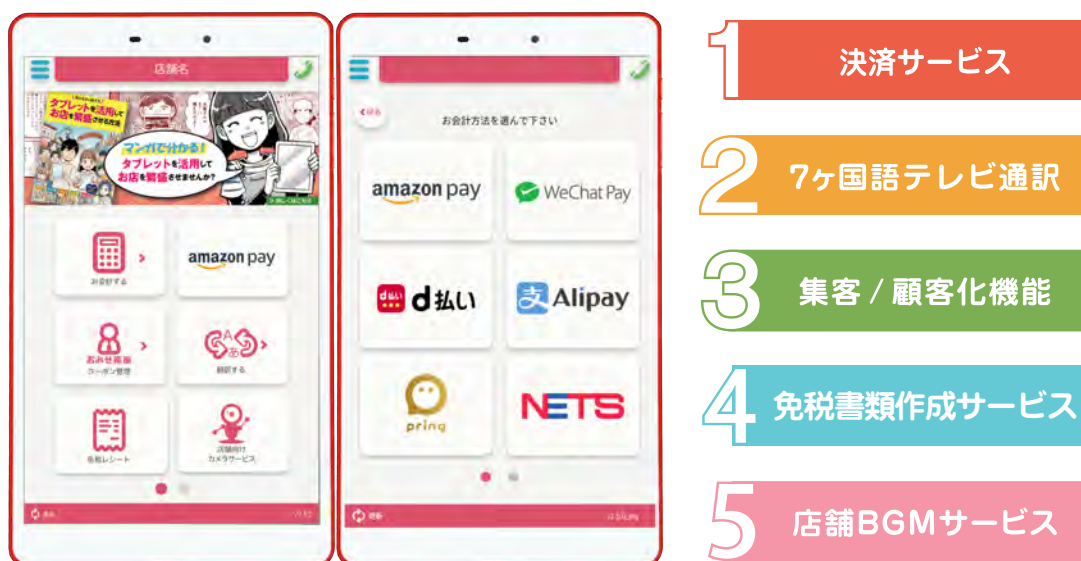 店舗名
タブレットを活用して
お店を繁盛させる方法
マンガで分かる!
タブレットを活用して
お店を繁盛させませんか?
お会計する
amazon pay
おみせ周張
クーポン管理
翻訳する
免税レシート
店舗向け
カメラサービス
戻る
お会計方法を選んで下さい
amazon pay
WeChat Pay
d払い d払い
支 Alipay
pring
NETS
更新
1 決済サービス
2 7ヶ国語テレビ通訳
3 集客 / 顧客化機能
4 免税書類作成サービス
5 店舗BGMサービス